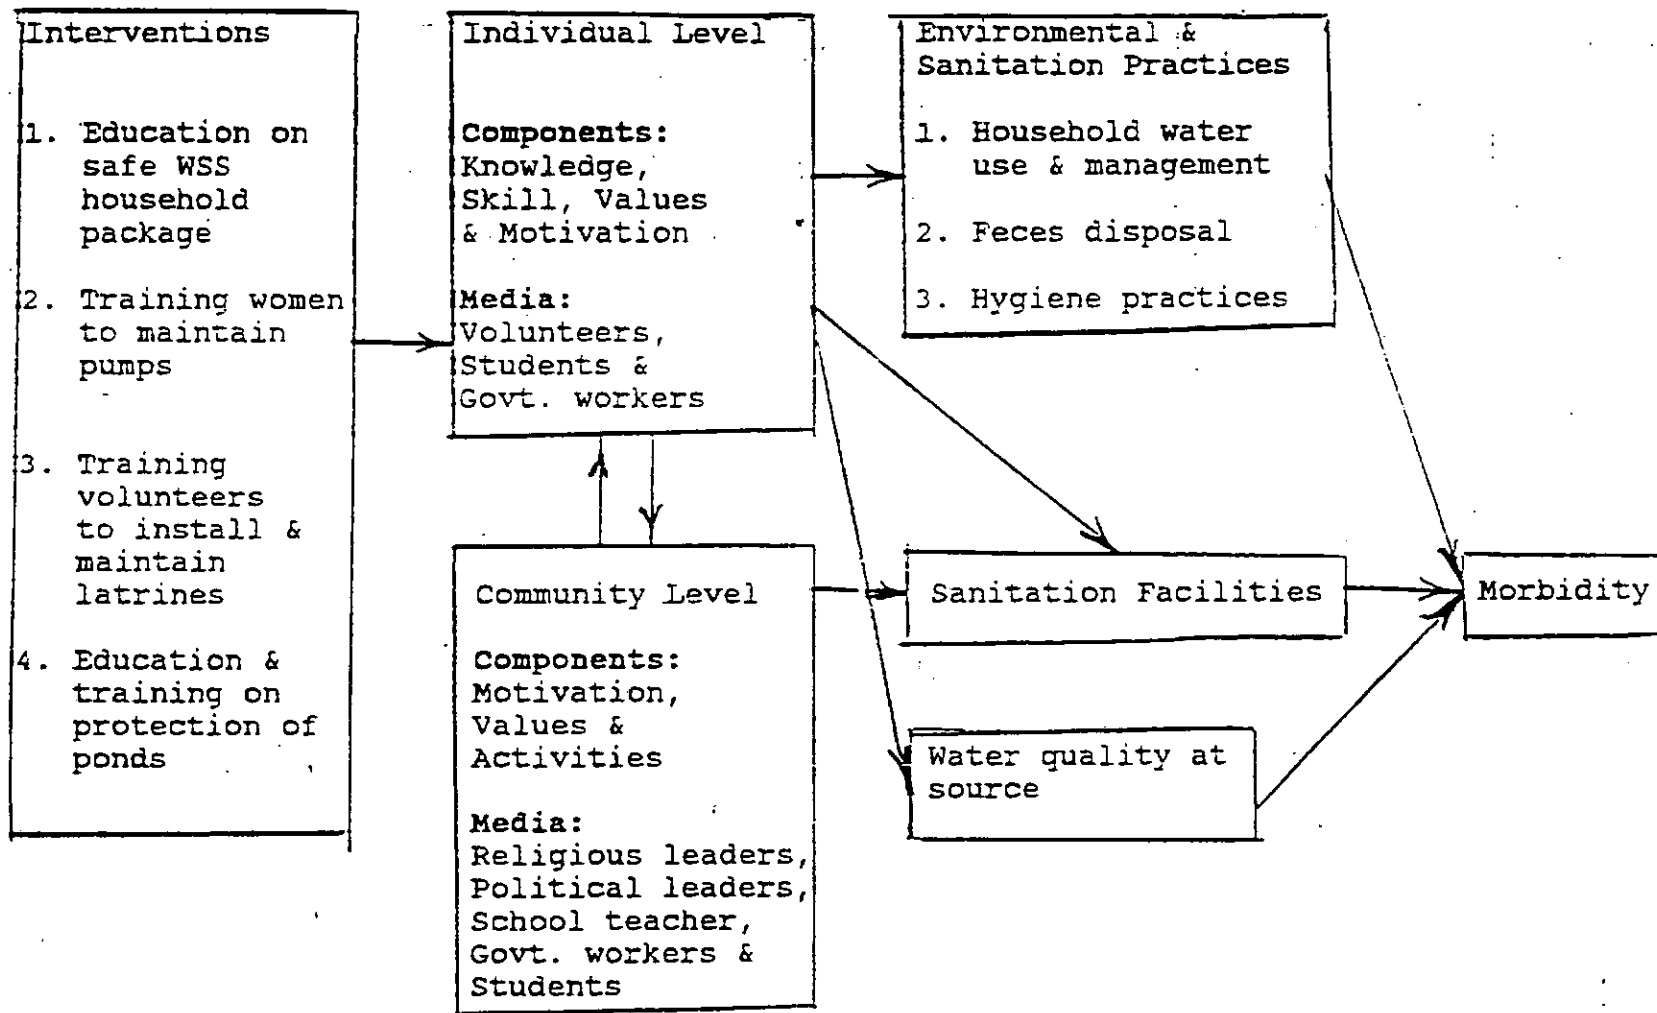 Interventions
1. Education on
safe WSS
household
package
2. Training women
to maintain
pumps
3. Training
volunteers
to install &
maintain
latrines
4. Education &
training on
protection of
ponds
Individual Level
Components:
Knowledge,
Skill, Values
& Motivation
Media:
Volunteers,
Students &
Govt. workers
Community Level
Components:
Motivation,
Values &
Activities
Media:
Religious leaders,
Political leaders,
School teacher,
Govt. workers &
Students
Environmental &
Sanitation Practices
1. Household water
use & management
2. Feces disposal
3. Hygiene practices
Sanitation Facilities
Water quality at
source
Morbidity